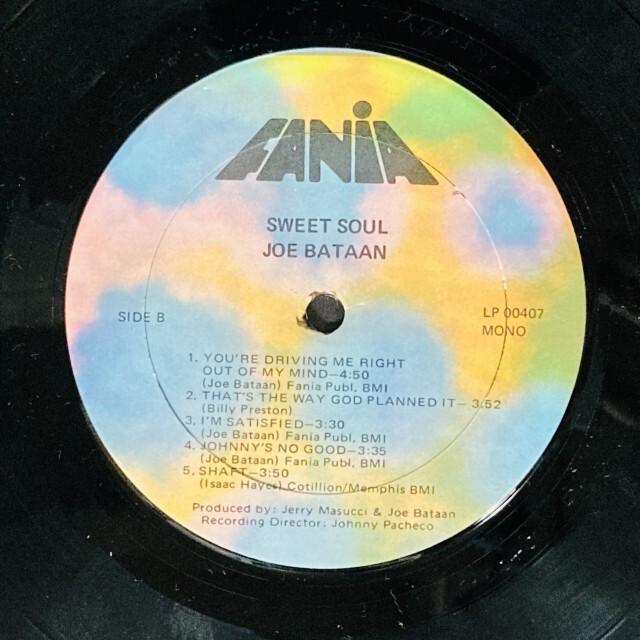 FANiA
SWEET SOUL
JOE BATAAN
SIDE B
LP 00407
MONO
1. YOU'RE DRIVING ME RIGHT
OUT OF MY MIND—4:50
(Joe Bataan) Fania Publ. BMI
2. THAT'S THE WAY GOD PLANNED IT— 3:52
(Billy Preston)
3. I'M SATISFIED—3:30
(Joe Bataan) Fania Publ. BMI
4. JOHNNY'S NO GOOD—3:35
(Joe Bataan) Fania Publ. BMI
5. SHAFT—3:50
(Isaac Hayes) Cotillion/Memphis BMI
Produced by: Jerry Masucci & Joe Bataan
Recording Director: Johnny Pacheco